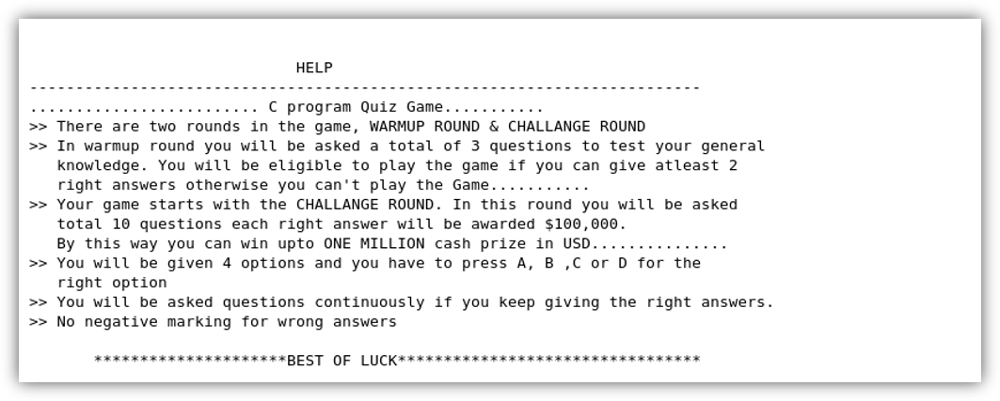 HELP
-------------------------------------------------------------------------
......................... C program Quiz Game...........
>> There are two rounds in the game, WARMUP ROUND & CHALLANGE ROUND
>> In warmup round you will be asked a total of 3 questions to test your general
knowledge. You will be eligible to play the game if you can give atleast 2
right answers otherwise you can't play the Game...........
>> Your game starts with the CHALLANGE ROUND. In this round you will be asked
total 10 questions each right answer will be awarded $100,000.
By this way you can win upto ONE MILLION cash prize in USD...............
>> You will be given 4 options and you have to press A, B ,C or D for the
right option
>> You will be asked questions continuously if you keep giving the right answers.
>> No negative marking for wrong answers
*********************BEST OF LUCK*********************************